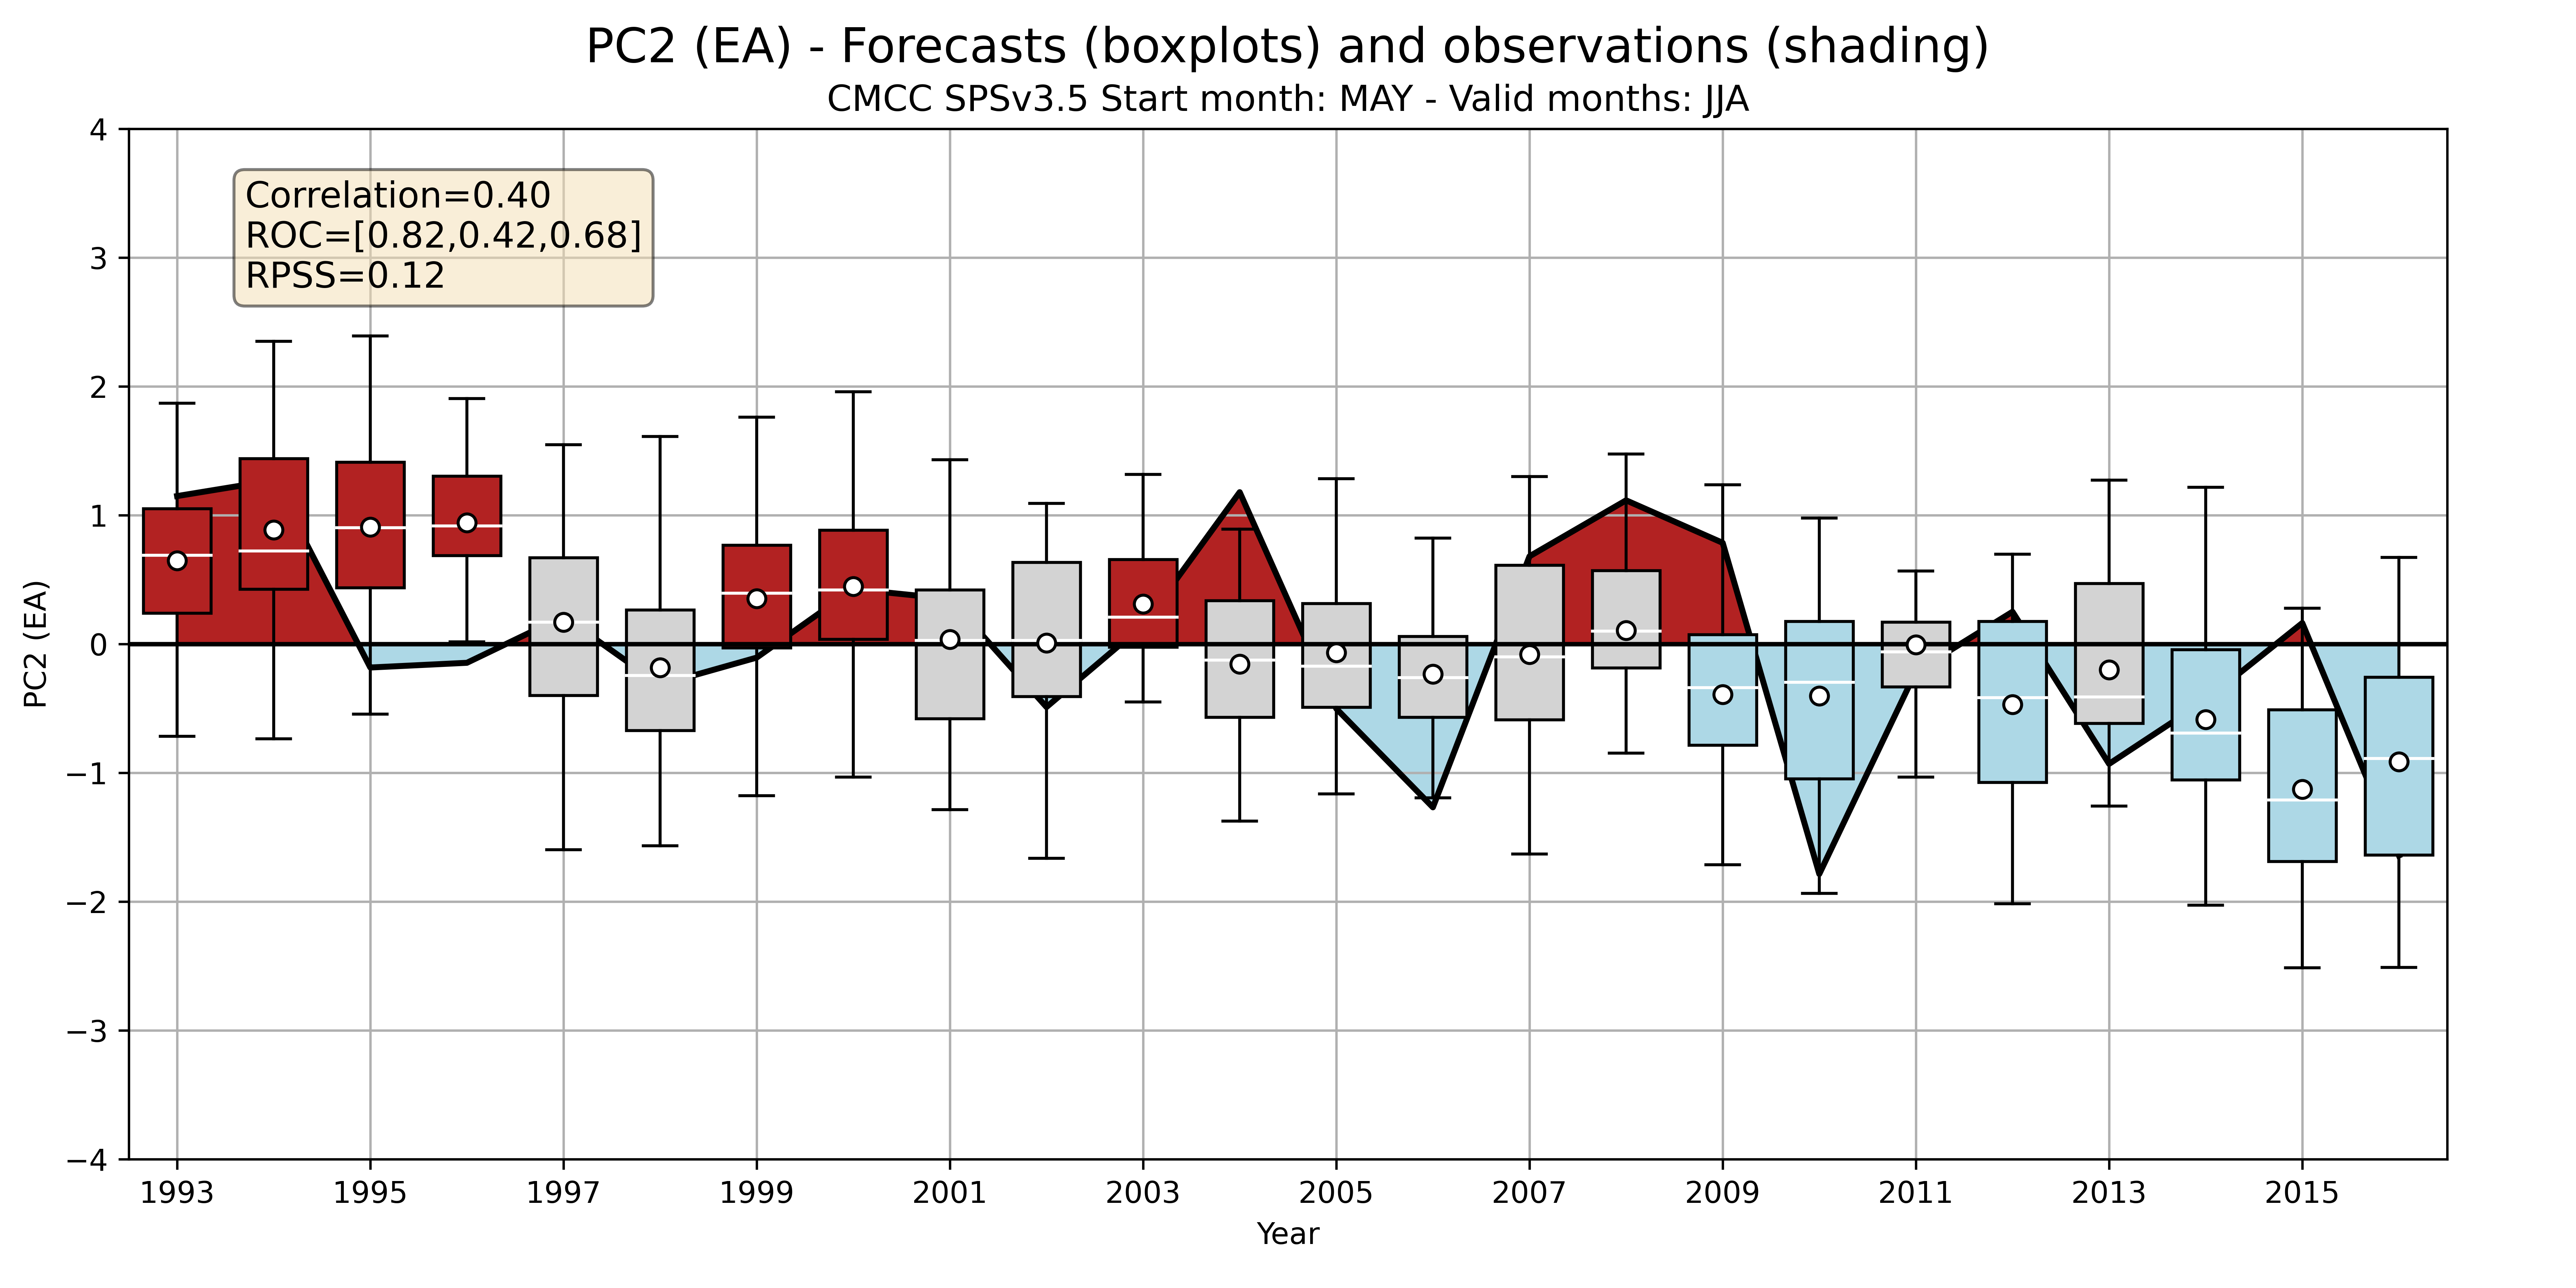 PC2 (EA) - Forecasts (boxplots) and observations (shading)
CMCC SPSv3.5 Start month: MAY - Valid months: JJA
Correlation=0.40
ROC=[0.82,0.42,0.68]
RPSS=0.12
PC2 (EA)
4
3
2
1
0
−1
−2
−3
−4
1993 1995 1997 1999 2001 2003 2005 2007 2009 2011 2013 2015
Year